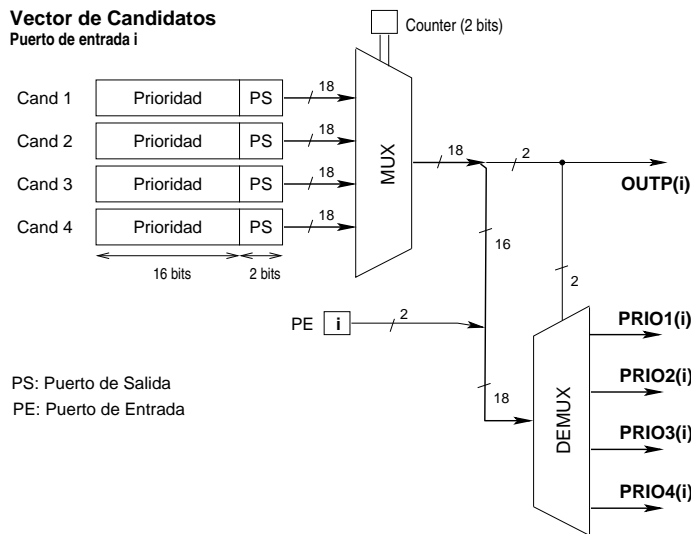 Vector de Candidatos
Puerto de entrada i
Counter (2 bits)
Cand 1 Prioridad PS 18
Cand 2 Prioridad PS 18
Cand 3 Prioridad PS 18
Cand 4 Prioridad PS 18
16 bits 2 bits
MUX
18 2
OUTP(i)
16
2
PE i 2
PRIO1(i)
PS: Puerto de Salida
PE: Puerto de Entrada
18
DEMUX
PRIO2(i)
PRIO3(i)
PRIO4(i)